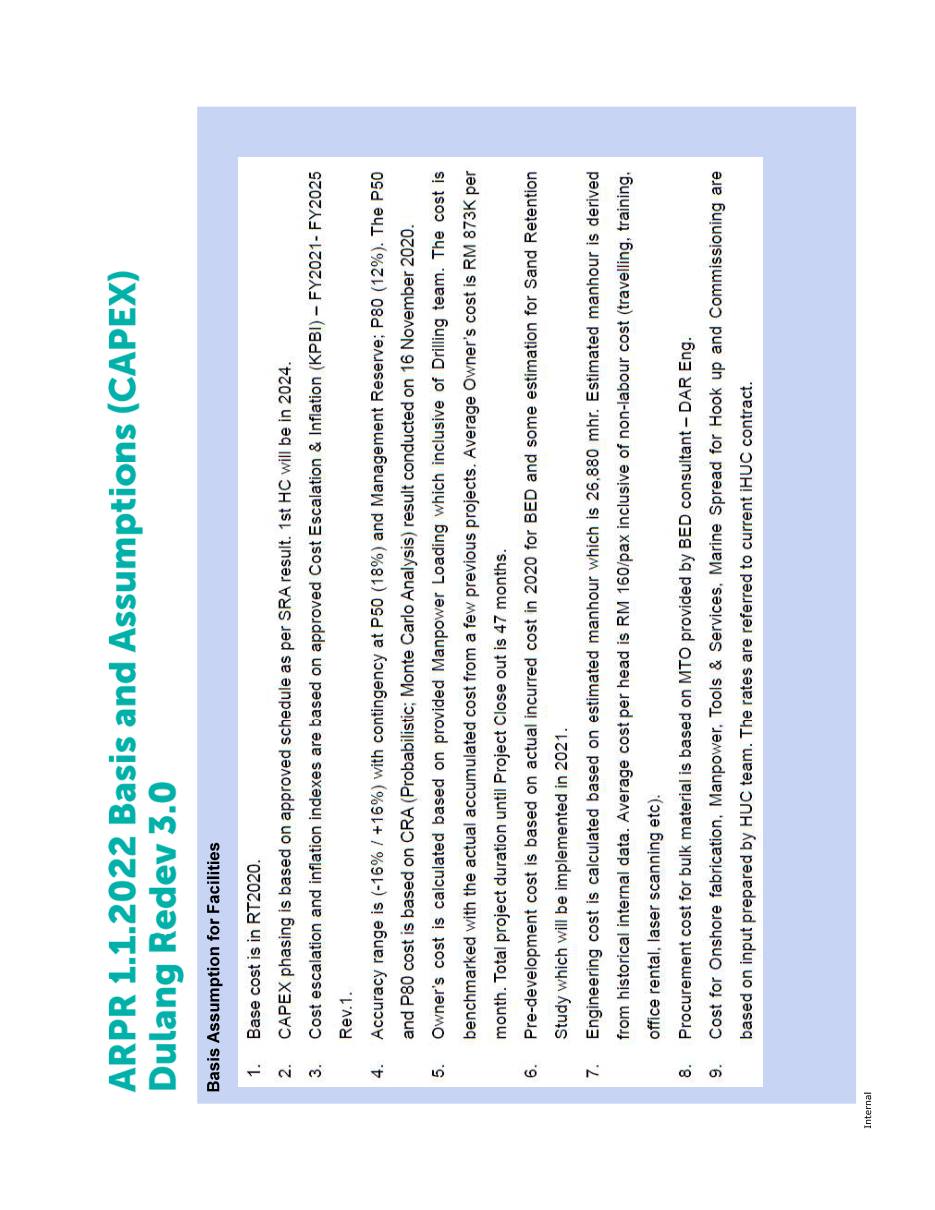 ARPR 1.1.2022 Basis and Assumptions (CAPEX)
Dulang Redev 3.0
Basis Assumption for Facilities
1. Base cost is in RT2020.
2. CAPEX phasing is based on approved schedule as per SRA result. 1st HC will be in 2024.
3. Cost escalation and inflation indexes are based on approved Cost Escalation & Inflation (KPBI) – FY2021- FY2025
Rev.1.
4. Accuracy range is (-16% / +16%) with contingency at P50 (18%) and Management Reserve; P80 (12%). The P50
and P80 cost is based on CRA (Probabilistic; Monte Carlo Analysis) result conducted on 16 November 2020.
5. Owner's cost is calculated based on provided Manpower Loading which inclusive of Drilling team. The cost is
benchmarked with the actual accumulated cost from a few previous projects. Average Owner's cost is RM 873K per
month. Total project duration until Project Close out is 47 months.
6. Pre-development cost is based on actual incurred cost in 2020 for BED and some estimation for Sand Retention
Study which will be implemented in 2021.
7. Engineering cost is calculated based on estimated manhour which is 26,880 mhr. Estimated manhour is derived
from historical internal data. Average cost per head is RM 160/pax inclusive of non-labour cost (travelling, training,
office rental, laser scanning etc).
8. Procurement cost for bulk material is based on MTO provided by BED consultant – DAR Eng.
9. Cost for Onshore fabrication, Manpower, Tools & Services, Marine Spread for Hook up and Commissioning are
based on input prepared by HUC team. The rates are referred to current iHUC contract.
Internal